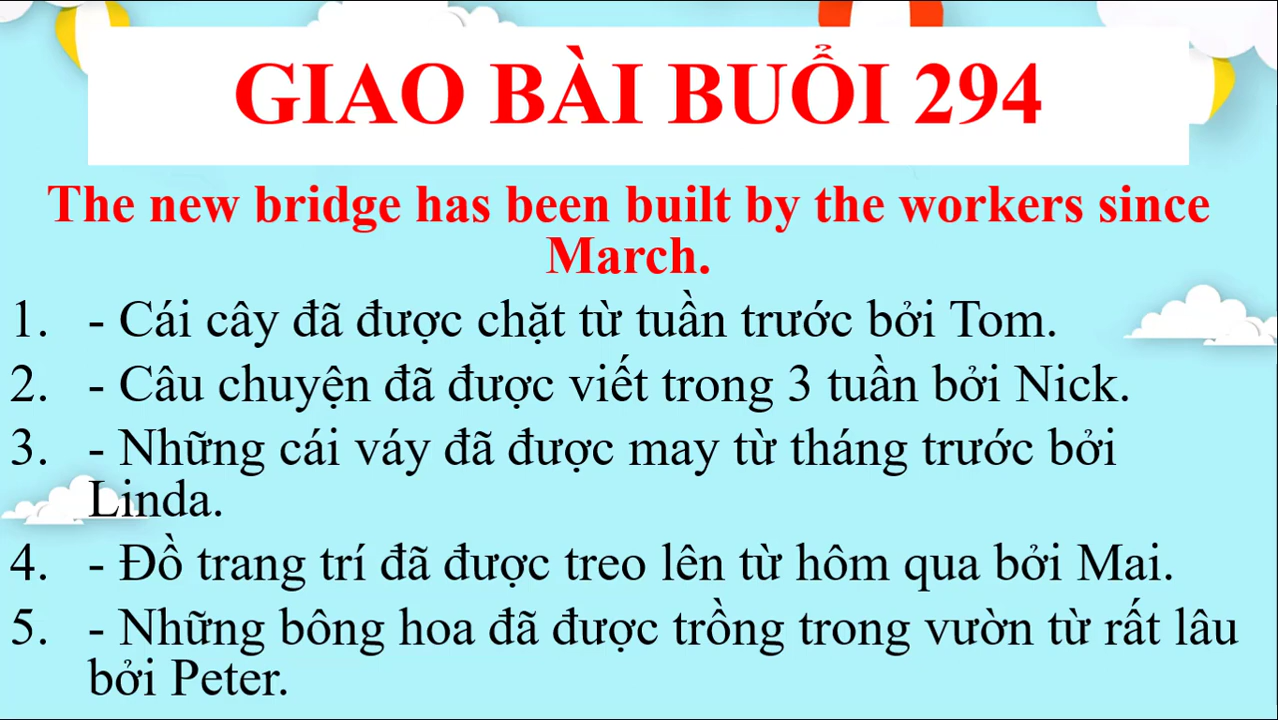 GIAO BÀI BUỔI 294
The new bridge has been built by the workers since
March.
1. - Cái cây đã được chặt từ tuần trước bởi Tom.
2. - Câu chuyện đã được viết trong 3 tuần bởi Nick.
3. - Những cái váy đã được may từ tháng trước bởi
Linda.
4. - Đồ trang trí đã được treo lên từ hôm qua bởi Mai.
5. - Những bông hoa đã được trồng trong vườn từ rất lâu
bởi Peter.